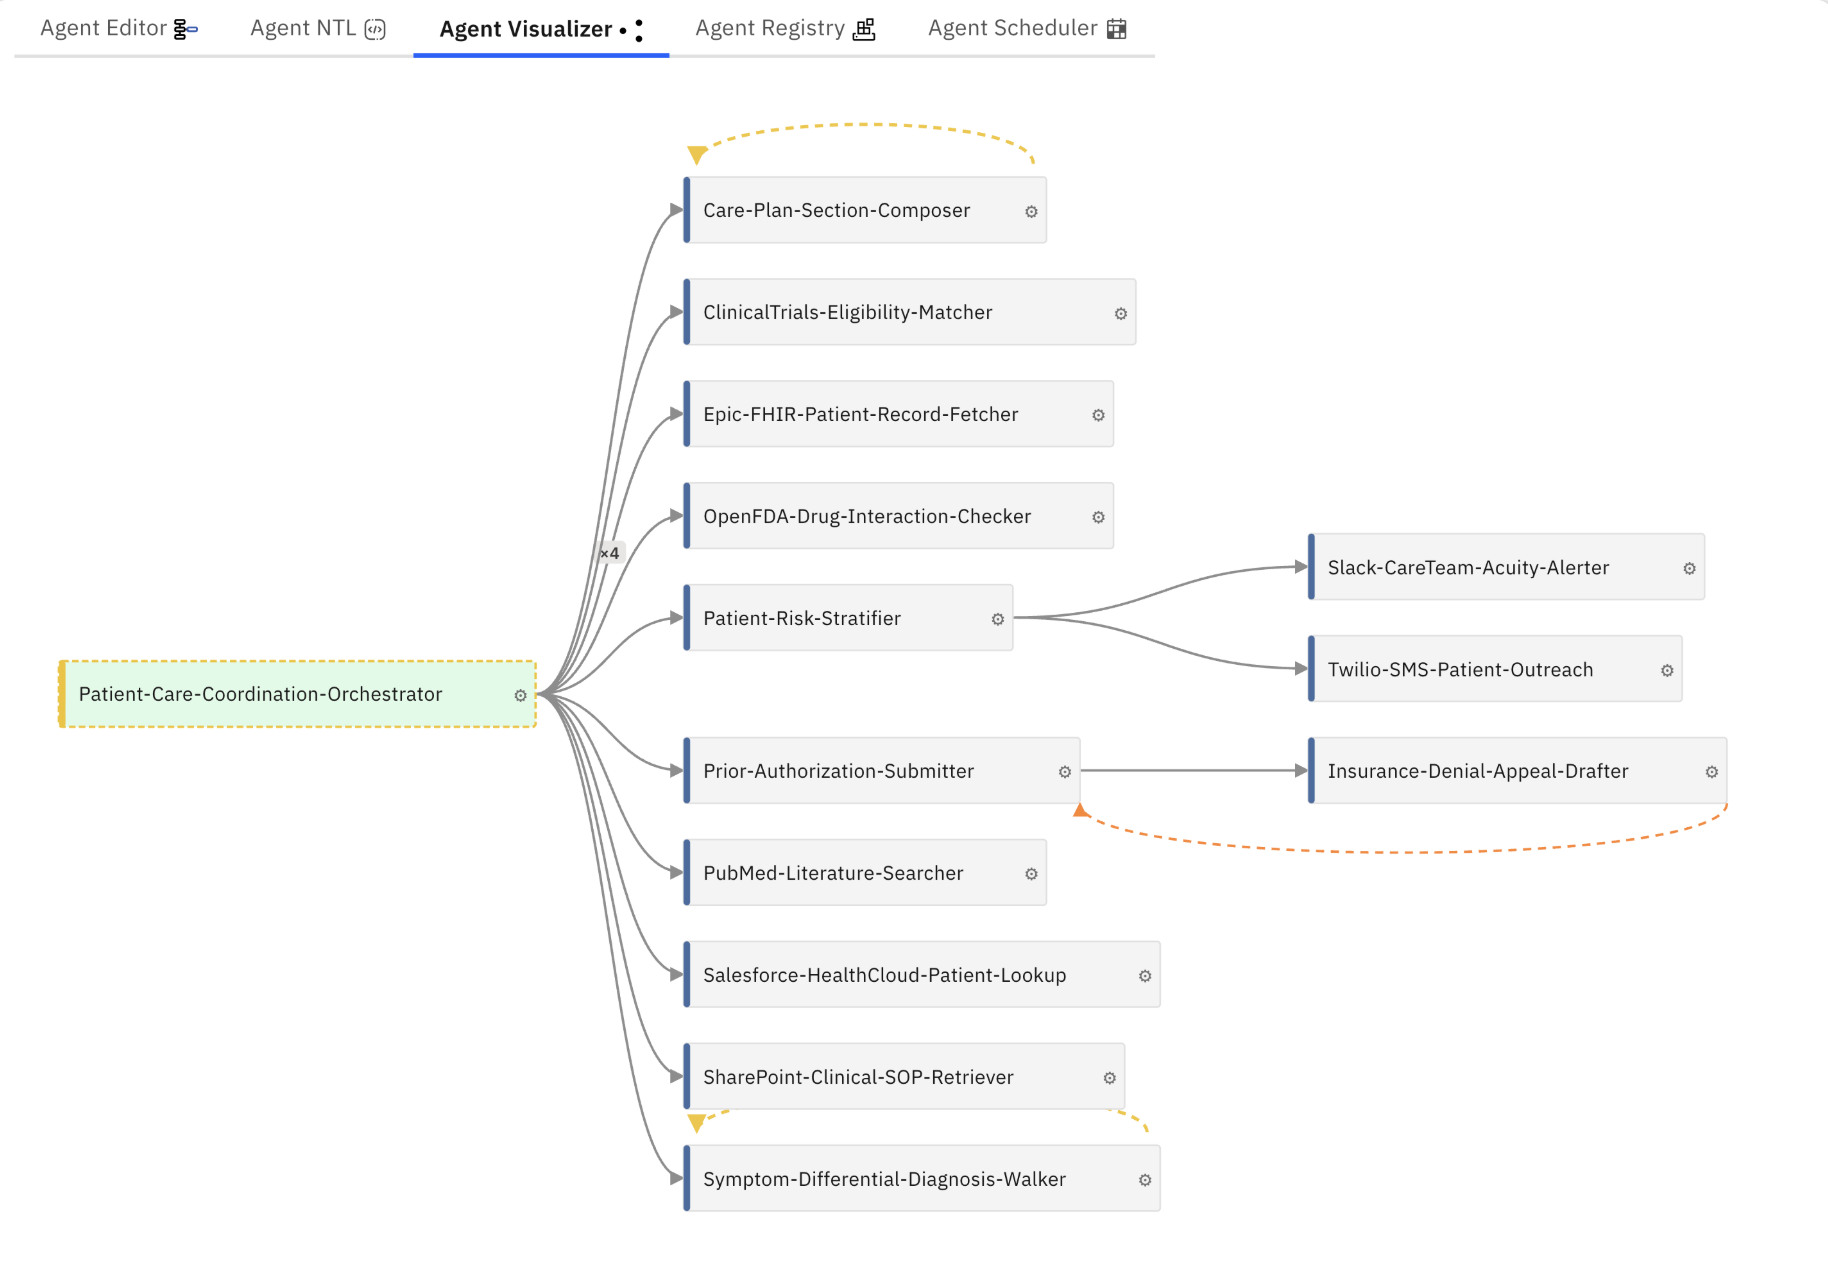 Agent Editor
Agent NTL
Agent Visualizer
Agent Registry
Agent Scheduler
Care-Plan-Section-Composer
ClinicalTrials-Eligibility-Matcher
Epic-FHIR-Patient-Record-Fetcher
OpenFDA-Drug-Interaction-Checker
×4
Slack-CareTeam-Acuity-Alerter
Patient-Risk-Stratifier
Twilio-SMS-Patient-Outreach
Patient-Care-Coordination-Orchestrator
Prior-Authorization-Submitter
Insurance-Denial-Appeal-Drafter
PubMed-Literature-Searcher
Salesforce-HealthCloud-Patient-Lookup
SharePoint-Clinical-SOP-Retriever
Symptom-Differential-Diagnosis-Walker